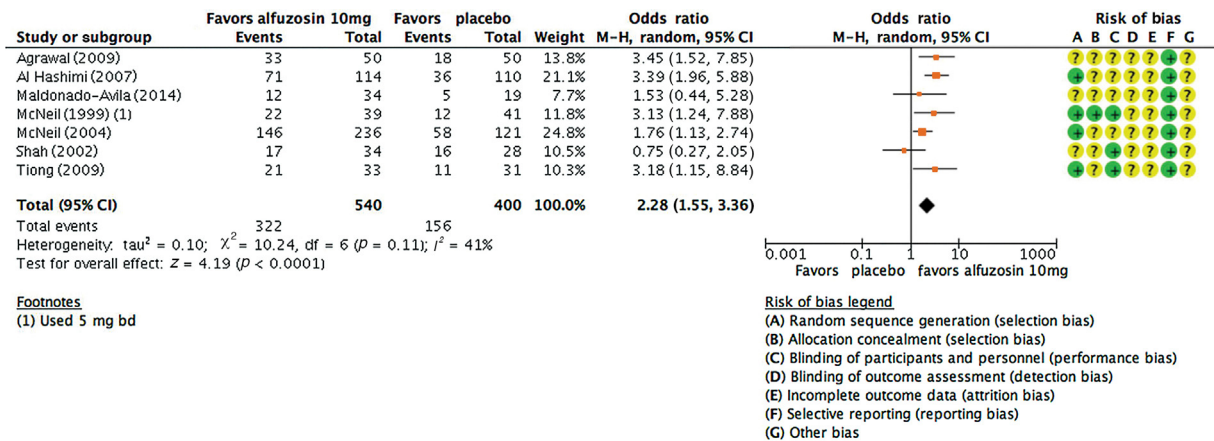 Favors alfuzosin 10mg Favors placebo Odds ratio Odds ratio Risk of bias
Study or subgroup Events Total Events Total Weight M-H, random, 95% CI M-H, random, 95% CI A B C D E F G
Agrawal (2009) 33 50 18 50 13.8% 3.45 (1.52, 7.85) ? ? ? ? ? + ?
Al Hashimi (2007) 71 114 36 110 21.1% 3.39 (1.96, 5.88) + ? ? ? ? + ?
Maldonado-Avila (2014) 12 34 5 19 7.7% 1.53 (0.44, 5.28) ? ? ? ? ? + ?
McNeil (1999) (1) 22 39 12 41 11.8% 3.13 (1.24, 7.88) + + + ? ? + ?
McNeil (2004) 146 236 58 121 24.8% 1.76 (1.13, 2.74) + ? ? ? ? + ?
Shah (2002) 17 34 16 28 10.5% 0.75 (0.27, 2.05) ? ? + ? ? + ?
Tiong (2009) 21 33 11 31 10.3% 3.18 (1.15, 8.84) + ? + ? ? + ?
Total (95% CI) 540 400 100.0% 2.28 (1.55, 3.36)
Total events 322 156
Heterogeneity: tau² = 0.10; χ² = 10.24, df = 6 (p = 0.11); I² = 41%
Test for overall effect: z = 4.19 (p < 0.0001)
0.001 0.1 1 10 1000
Favors placebo favors alfuzosin 10mg
Footnotes
(1) Used 5 mg bd
Risk of bias legend
(A) Random sequence generation (selection bias)
(B) Allocation concealment (selection bias)
(C) Blinding of participants and personnel (performance bias)
(D) Blinding of outcome assessment (detection bias)
(E) Incomplete outcome data (attrition bias)
(F) Selective reporting (reporting bias)
(G) Other bias